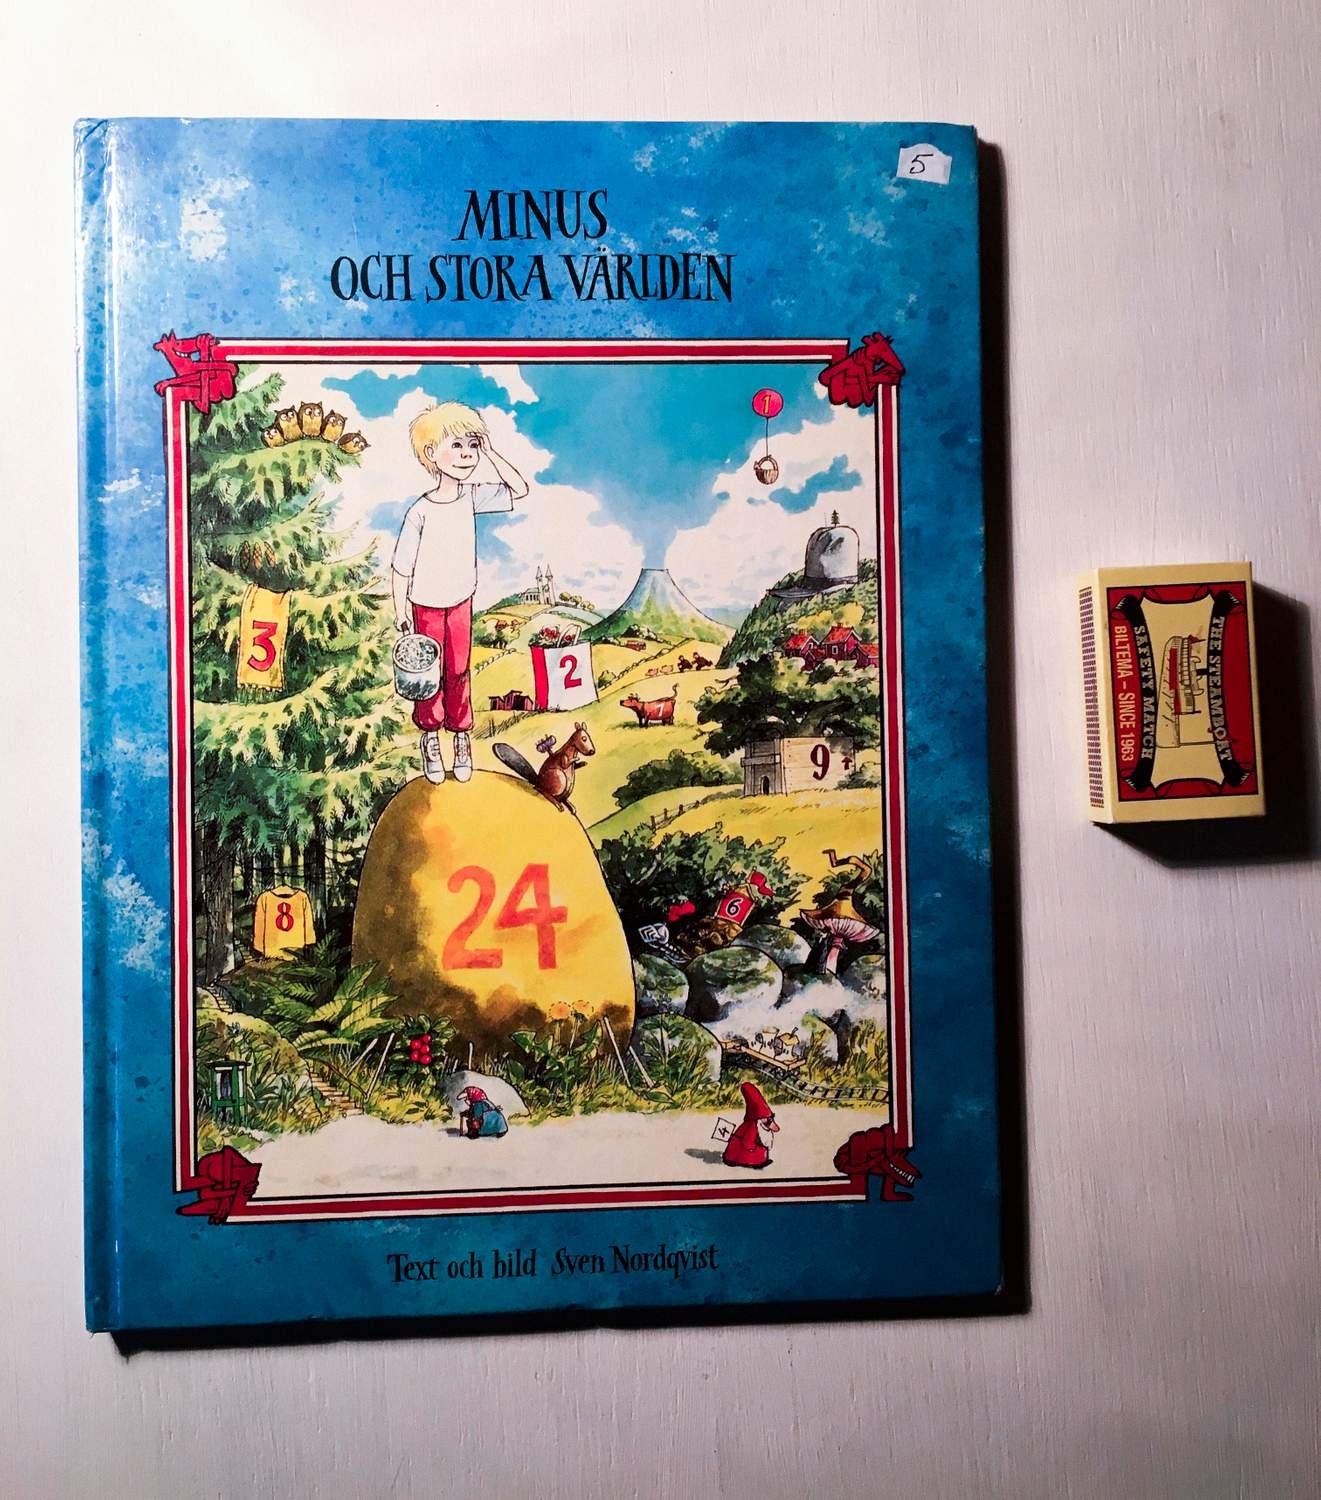 5
MINUS
OCH STORA VÄRLDEN
1
3
2
7
9
24
6
8
4
Text och bild Sven Nordqvist
THE STEAMBOAT
SAFETY MATCH
BILTEMA – SINCE 1963